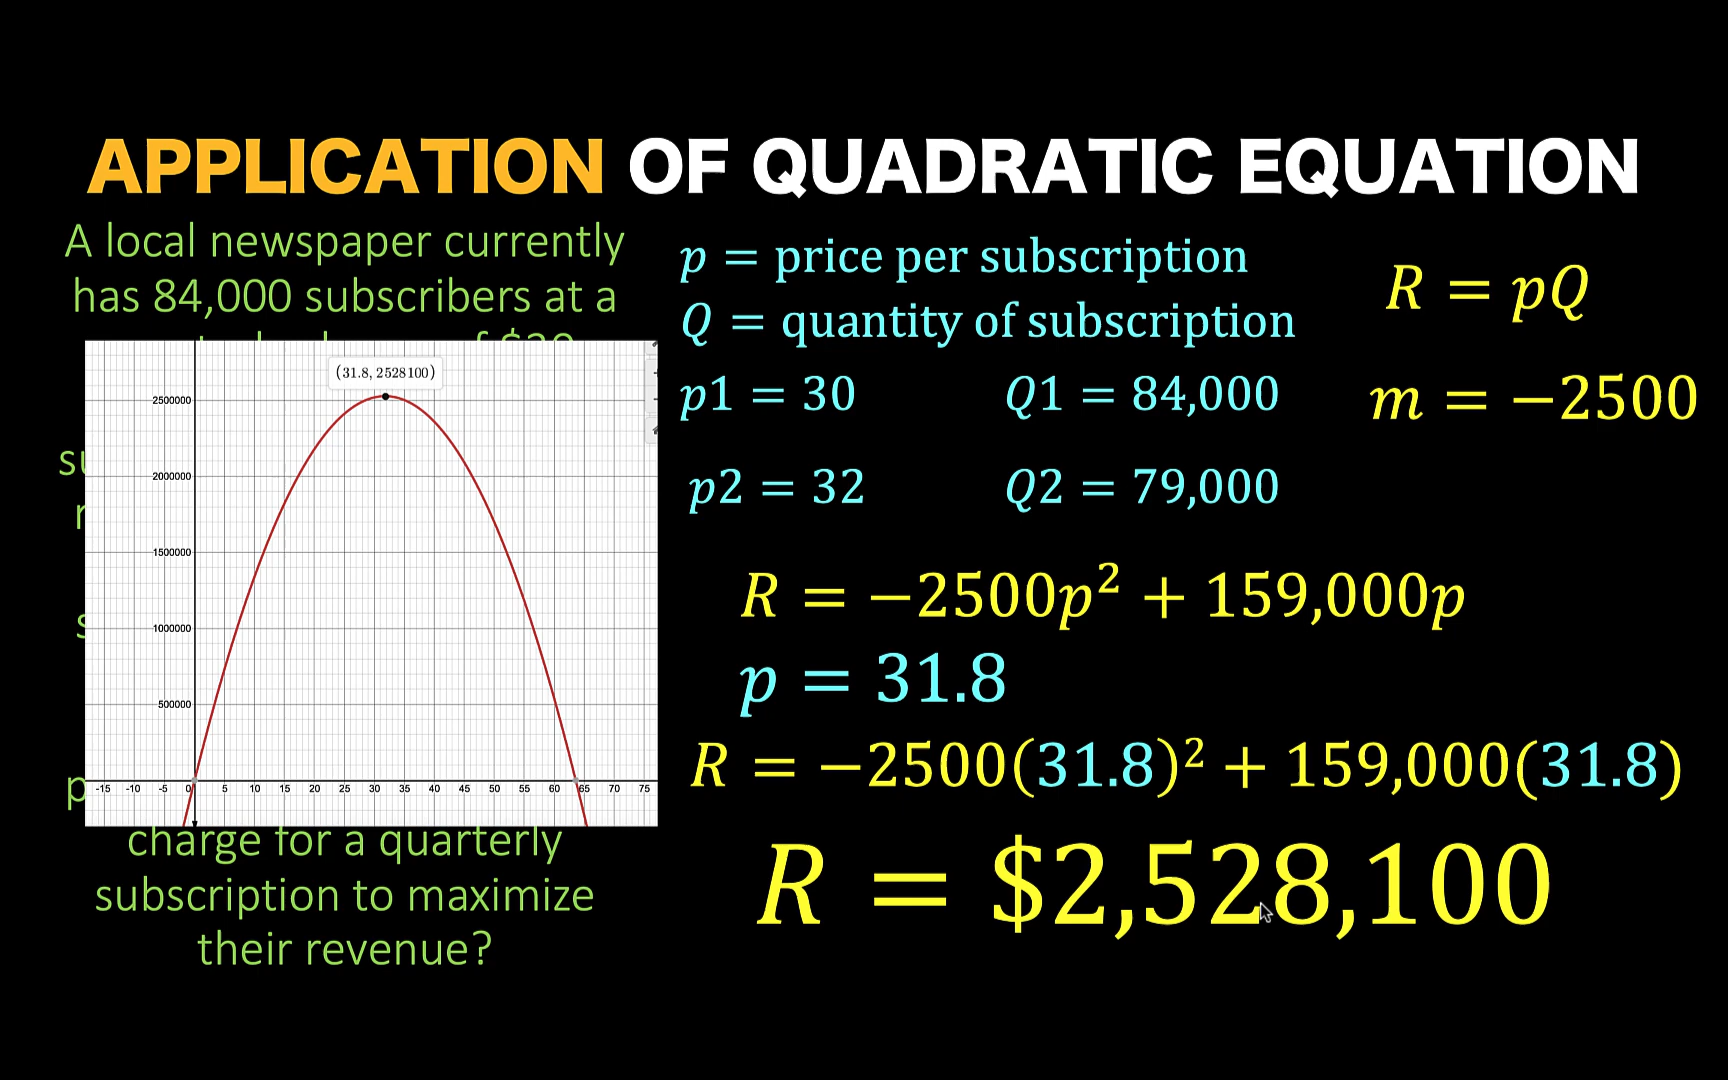 APPLICATION OF QUADRATIC EQUATION
A local newspaper currently
has 84,000 subscribers at a
charge for a quarterly
subscription to maximize
their revenue?
(31.8, 2528100)
2500000
2000000
1500000
1000000
500000
-15 -10 -5 0 5 10 15 20 25 30 35 40 45 50 55 60 65 70 75
p = price per subscription
Q = quantity of subscription
p1 = 30 Q1 = 84,000
p2 = 32 Q2 = 79,000
R = pQ
m = −2500
R = −2500p² + 159,000p
p = 31.8
R = −2500(31.8)² + 159,000(31.8)
R = $2,528,100